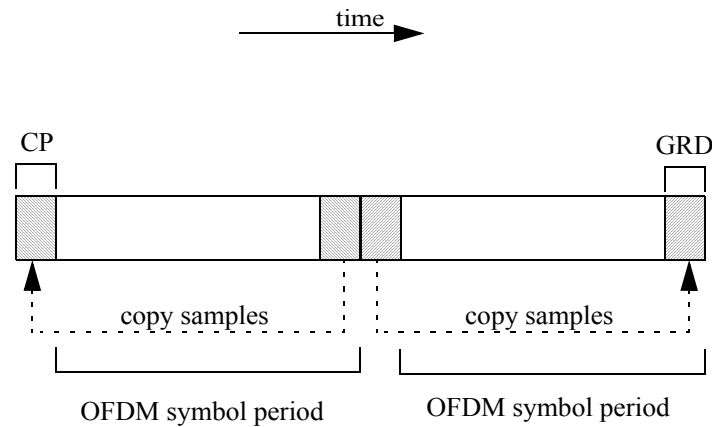 time
CP
GRD
copy samples
copy samples
OFDM symbol period
OFDM symbol period